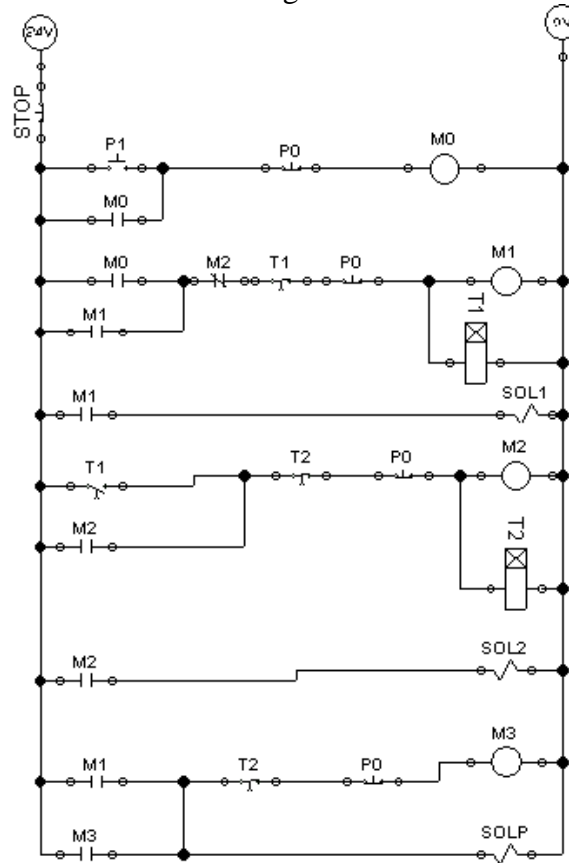 24V
STOP
P1 P0 M0
M0
M0 M2 T1 P0 M1
M1
T1
M1 SOL1
T1 T2 P0 M2
M2
T2
M2 SOL2
M1 T2 P0 M3
M3 SOLP